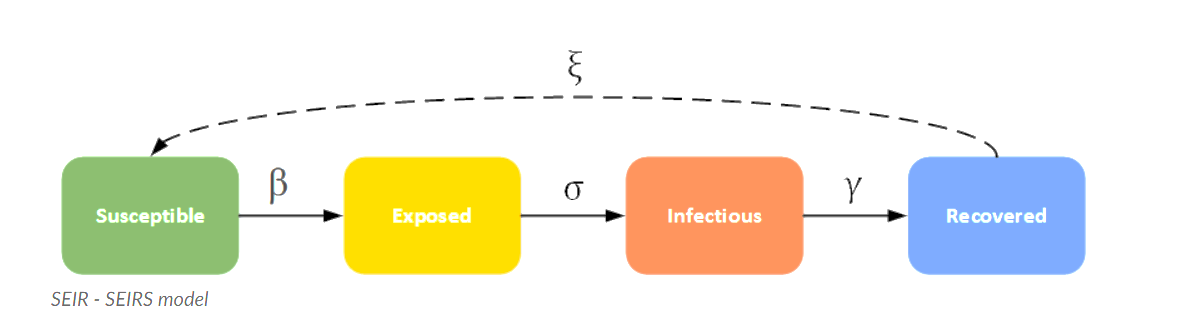 ξ
β
σ
γ
Susceptible
Exposed
Infectious
Recovered
SEIR - SEIRS model